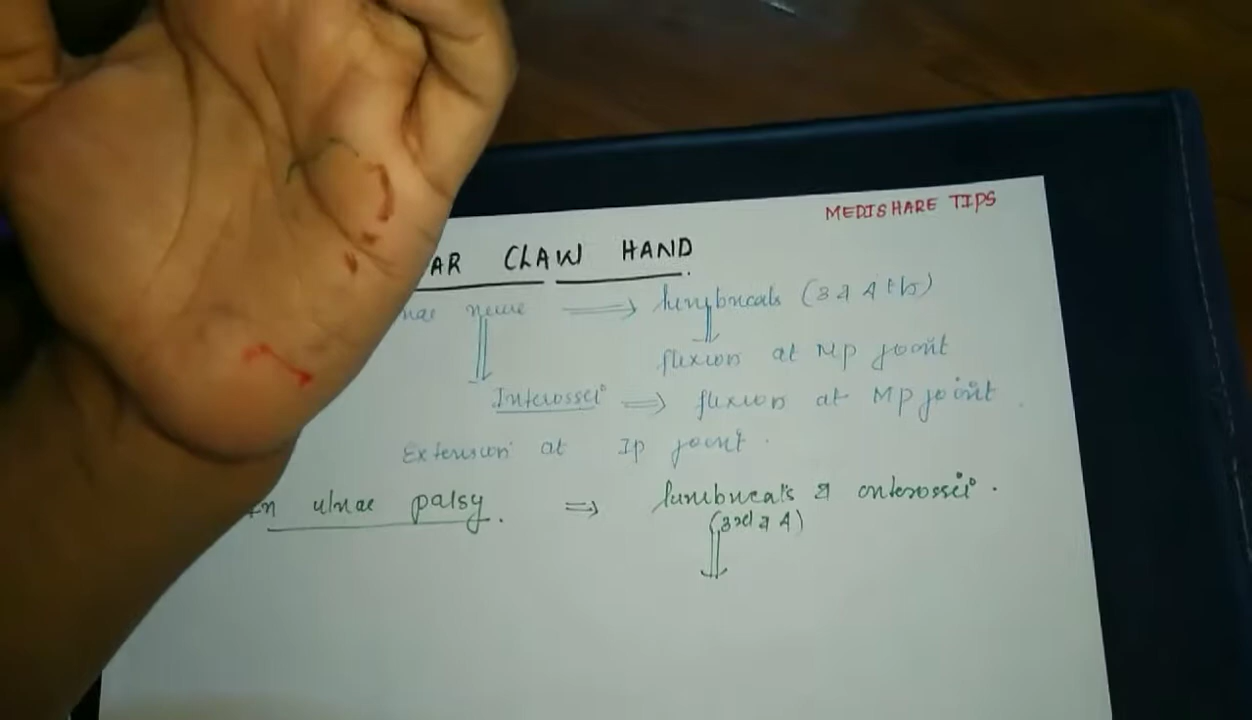 MEDISHARE TIPS
AR CLAW HAND
nerve ⟹ lumbricals (3 & 4th)
flexion at MP joint
Interossei ⟹ flexion at MP joint
Extension at IP joint.
In ulnar palsy. ⟹ lumbricals & interossei.
(3rd & 4)